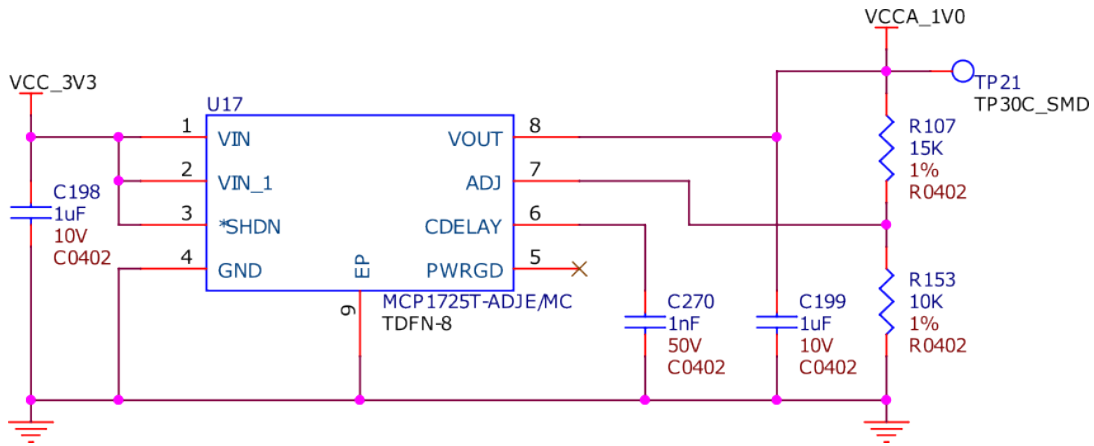 VCCA_1V0
VCC_3V3
TP21
TP30C_SMD
U17
1
VIN
VOUT
8
R107
15K
1%
R0402
2
VIN_1
ADJ
7
C198
1uF
10V
C0402
3
*SHDN
CDELAY
6
4
GND
EP
PWRGD
5
9
MCP1725T-ADJE/MC
TDFN-8
C270
1nF
50V
C0402
C199
1uF
10V
C0402
R153
10K
1%
R0402